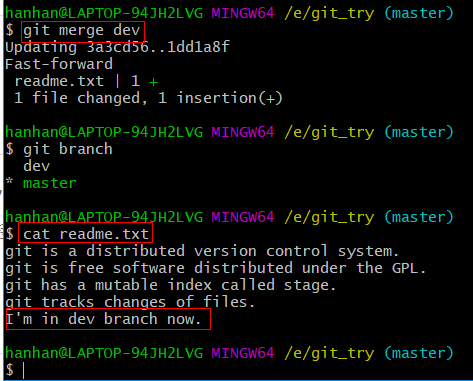 hanhan@LAPTOP-94JH2LVG MINGW64 /e/git_try (master)
$ git merge dev
Updating 3a3cd56..1dd1a8f
Fast-forward
 readme.txt | 1 +
 1 file changed, 1 insertion(+)
hanhan@LAPTOP-94JH2LVG MINGW64 /e/git_try (master)
$ git branch
  dev
* master
hanhan@LAPTOP-94JH2LVG MINGW64 /e/git_try (master)
$ cat readme.txt
git is a distributed version control system.
git is free software distributed under the GPL.
git has a mutable index called stage.
git tracks changes of files.
I'm in dev branch now.
hanhan@LAPTOP-94JH2LVG MINGW64 /e/git_try (master)
$